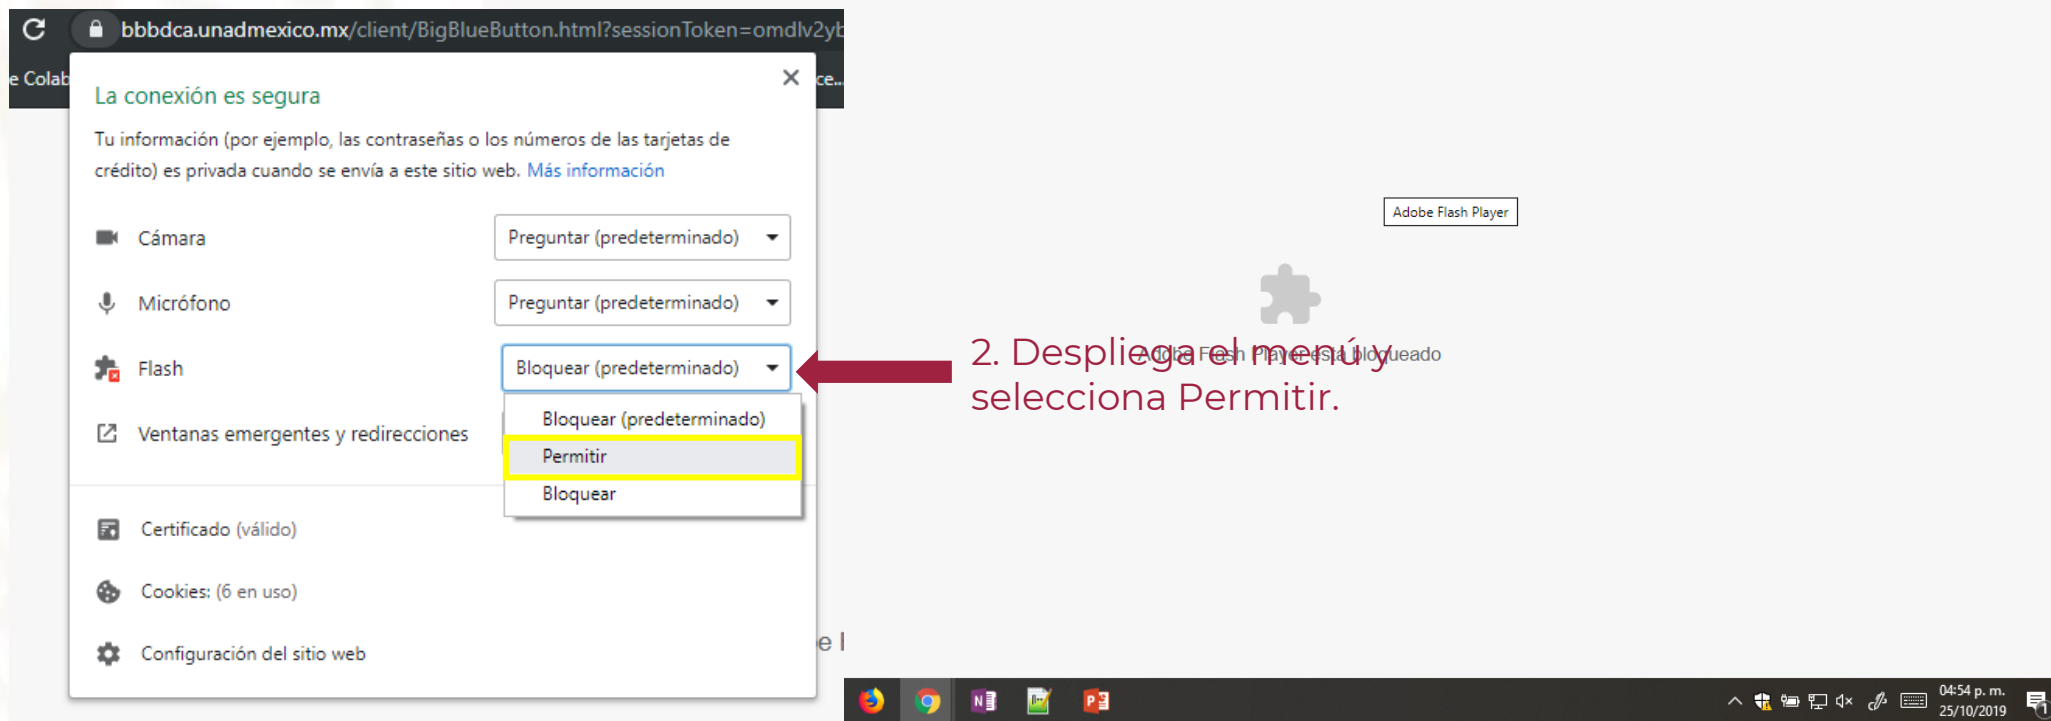 bbbdca.unadmexico.mx/client/BigBlueButton.html?sessionToken=omdlv2yb
e Colab
ce...
La conexión es segura
Tu información (por ejemplo, las contraseñas o los números de las tarjetas de
crédito) es privada cuando se envía a este sitio web. Más información
Cámara
Preguntar (predeterminado)
Micrófono
Preguntar (predeterminado)
Flash
Bloquear (predeterminado)
Bloquear (predeterminado)
Permitir
Bloquear
Ventanas emergentes y redirecciones
Certificado (válido)
Cookies: (6 en uso)
Configuración del sitio web
Adobe Flash Player
Adobe Flash Player está bloqueado
2. Despliega el menú y
selecciona Permitir.
04:54 p. m.
25/10/2019
1